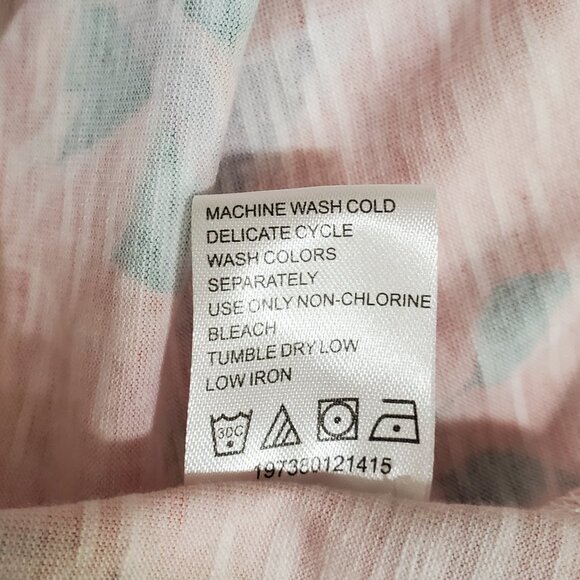 MACHINE WASH COLD
DELICATE CYCLE
WASH COLORS
SEPARATELY
USE ONLY NON-CHLORINE
BLEACH
TUMBLE DRY LOW
LOW IRON
30C
197380121415